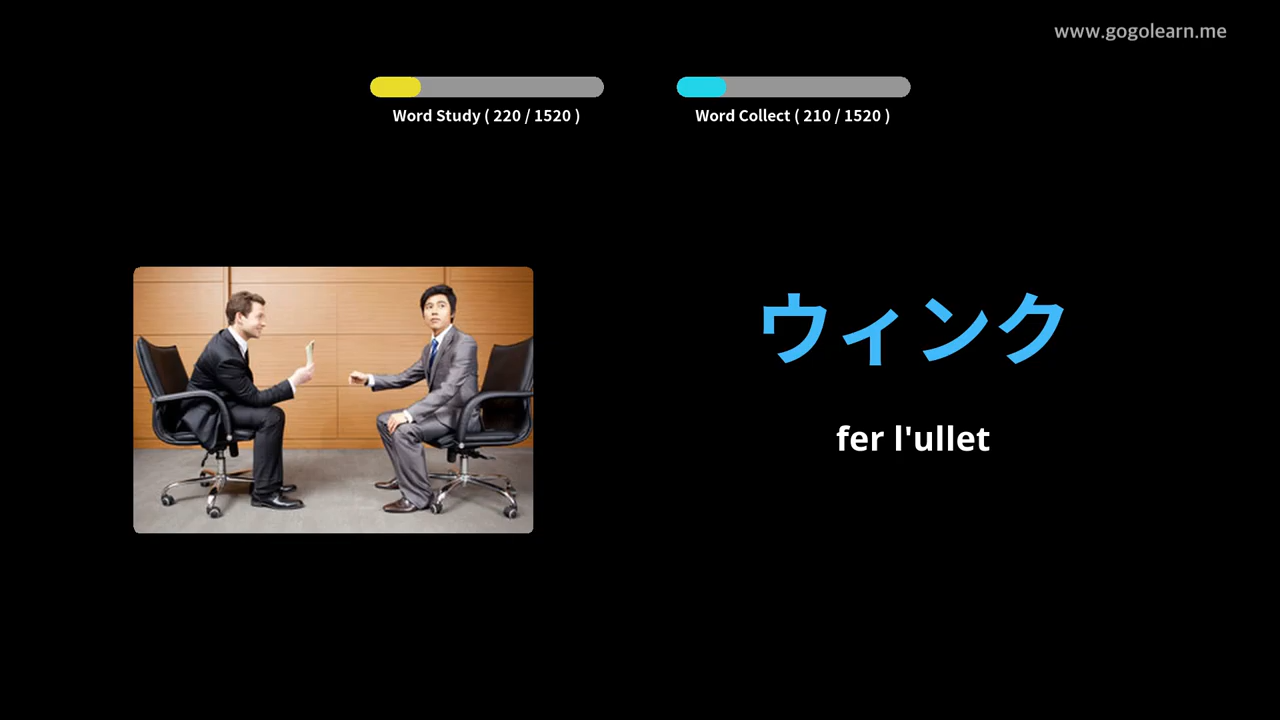 www.gogolearn.me
Word Study ( 220 / 1520 )
Word Collect ( 210 / 1520 )
ウィンク
fer l'ullet